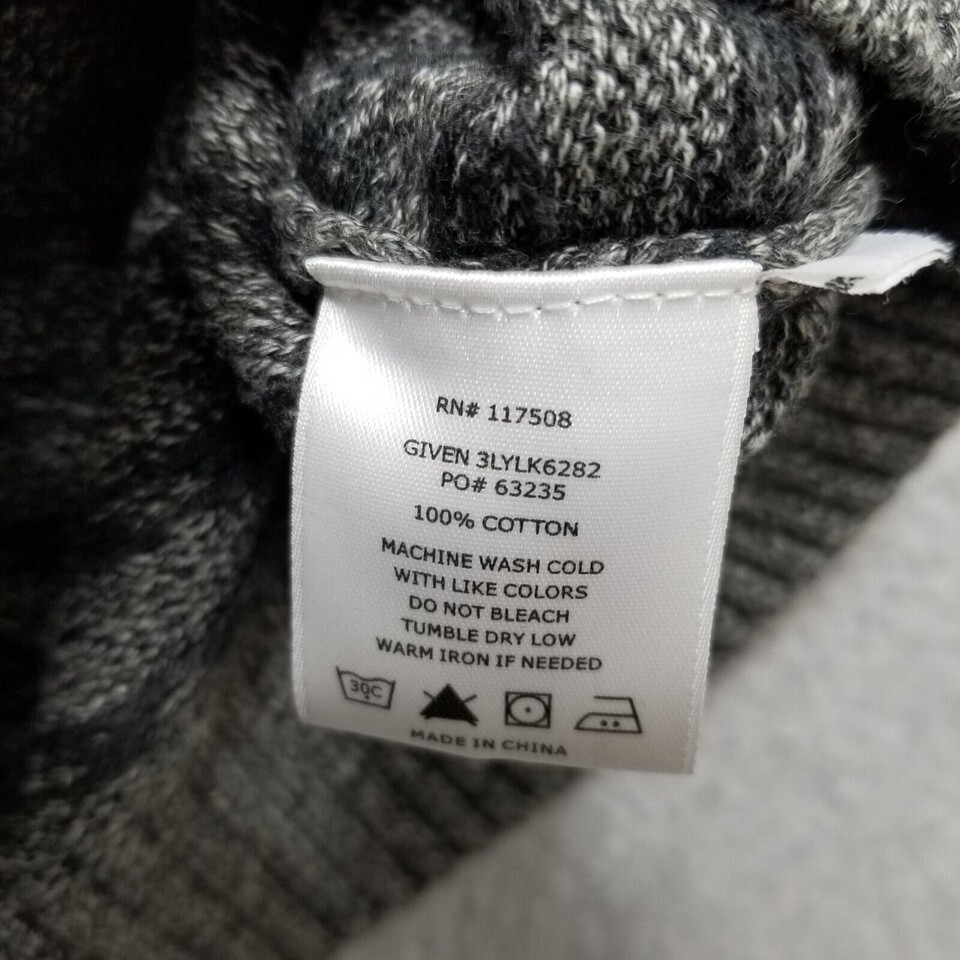 RN# 117508
GIVEN 3LYLK6282
PO# 63235
100% COTTON
MACHINE WASH COLD
WITH LIKE COLORS
DO NOT BLEACH
TUMBLE DRY LOW
WARM IRON IF NEEDED
30C
MADE IN CHINA